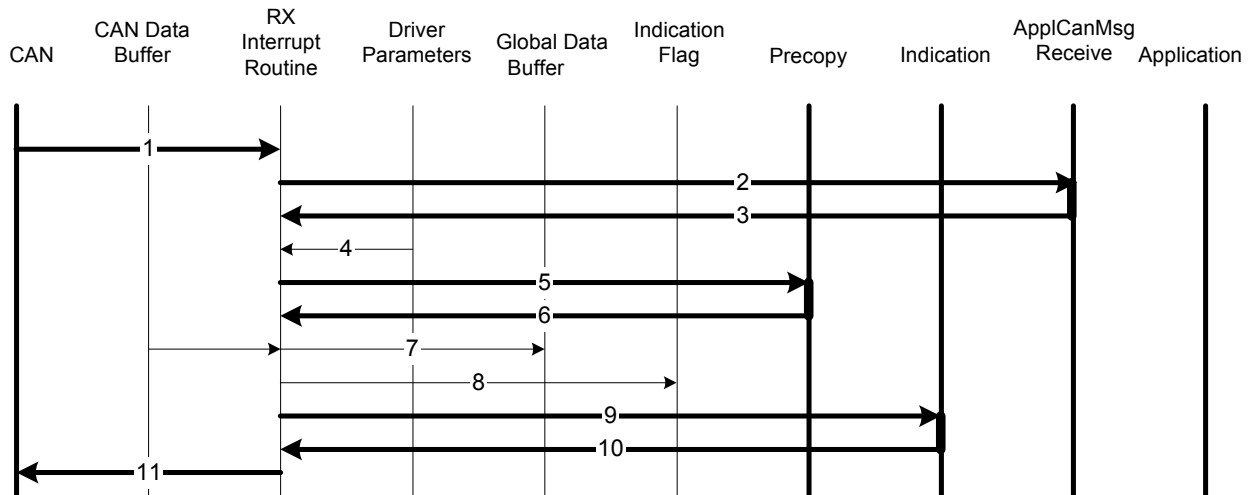 CAN
CAN Data
Buffer
RX
Interrupt
Routine
Driver
Parameters
Global Data
Buffer
Indication
Flag
Precopy
Indication
ApplCanMsg
Receive
Application
1
2
3
4
5
6
7
8
9
10
11